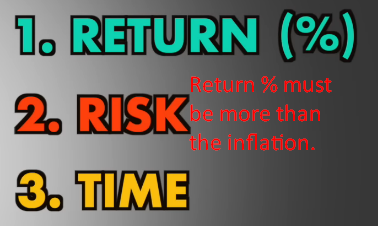 1. RETURN (%)
2. RISK
Return % must
be more than
the inflation.
3. TIME